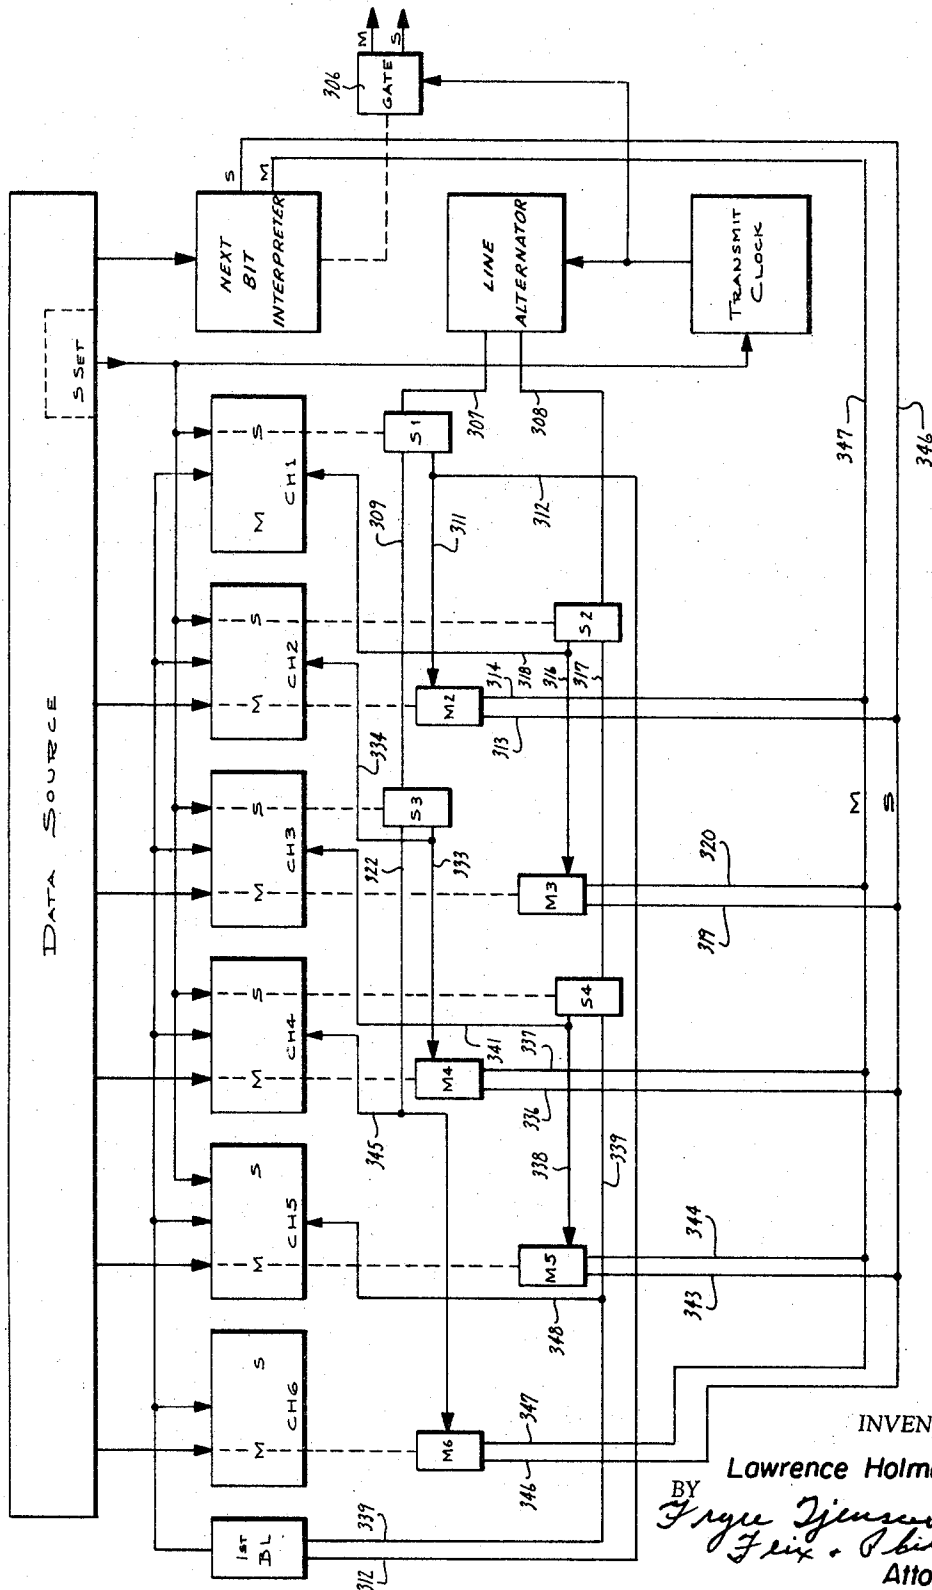 DATA SOURCE
S SET
NEXT BIT INTERPRETER
S
M
306
GATE
M
S
LINE ALTERNATOR
TRANSMIT CLOCK
M S CH1
M S CH2
M S CH3
M S CH4
M S CH5
M S CH6
1ST BL
S1
S2
S3
S4
M2
M3
M4
M5
M6
307
308
309
311
312
314
313
318
316
317
334
322
333
320
319
341
337
336
345
338
339
344
343
348
347
346
339
312
M
S
347
346
INVEN
Lawrence Holm
BY
Atto